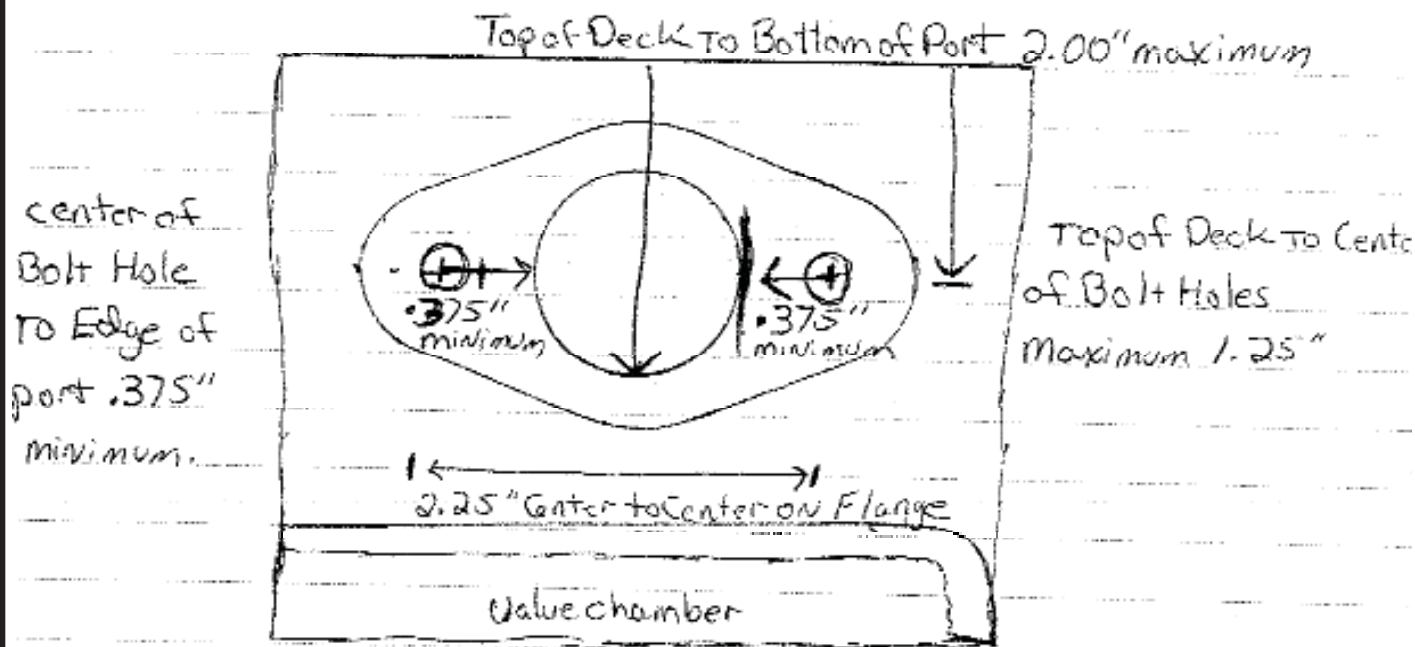 Top of Deck To Bottom of Port 2.00" maximum
center of
Bolt Hole
To Edge of
port .375"
minimum.
.375"
minimum
.375"
minimum
Top of Deck To Cente
of Bolt Holes
Maximum 1.25"
2.25" Center to Center on Flange
Valve chamber